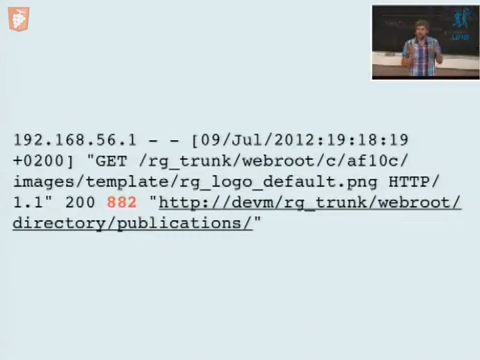 192.168.56.1 - - [09/Jul/2012:19:18:19
+0200] "GET /rg_trunk/webroot/c/af10c/
images/template/rg_logo_default.png HTTP/
1.1" 200 882 "http://devm/rg_trunk/webroot/
directory/publications/"